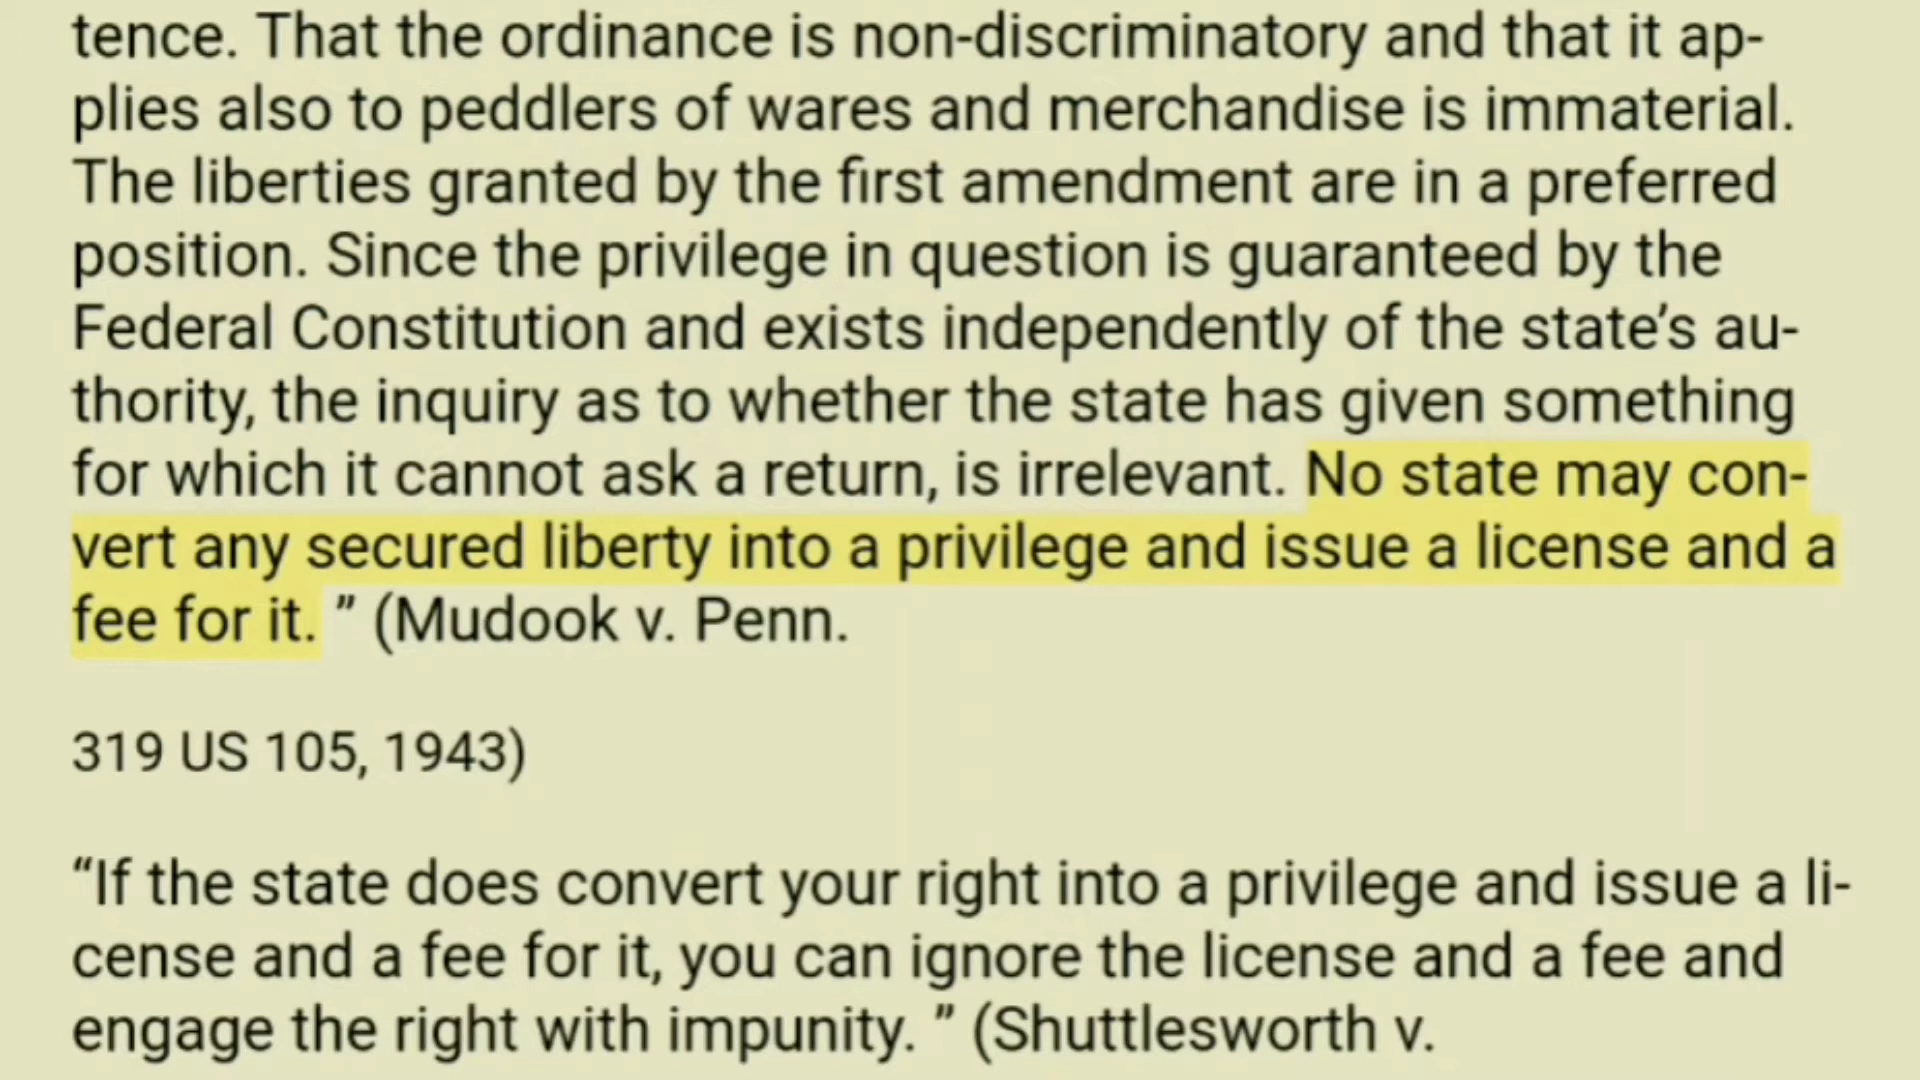 tence. That the ordinance is non-discriminatory and that it ap-
plies also to peddlers of wares and merchandise is immaterial.
The liberties granted by the first amendment are in a preferred
position. Since the privilege in question is guaranteed by the
Federal Constitution and exists independently of the state’s au-
thority, the inquiry as to whether the state has given something
for which it cannot ask a return, is irrelevant. No state may con-
vert any secured liberty into a privilege and issue a license and a
fee for it. ” (Mudook v. Penn.
319 US 105, 1943)
“If the state does convert your right into a privilege and issue a li-
cense and a fee for it, you can ignore the license and a fee and
engage the right with impunity. ” (Shuttlesworth v.